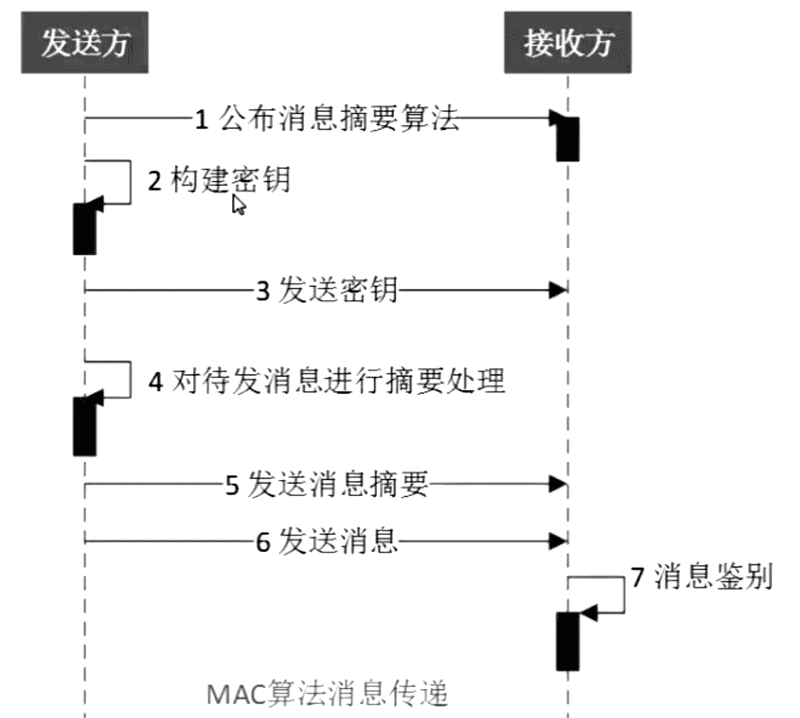 发送方
接收方
1 公布消息摘要算法
2 构建密钥
3 发送密钥
4 对待发消息进行摘要处理
5 发送消息摘要
6 发送消息
7 消息鉴别
MAC算法消息传递